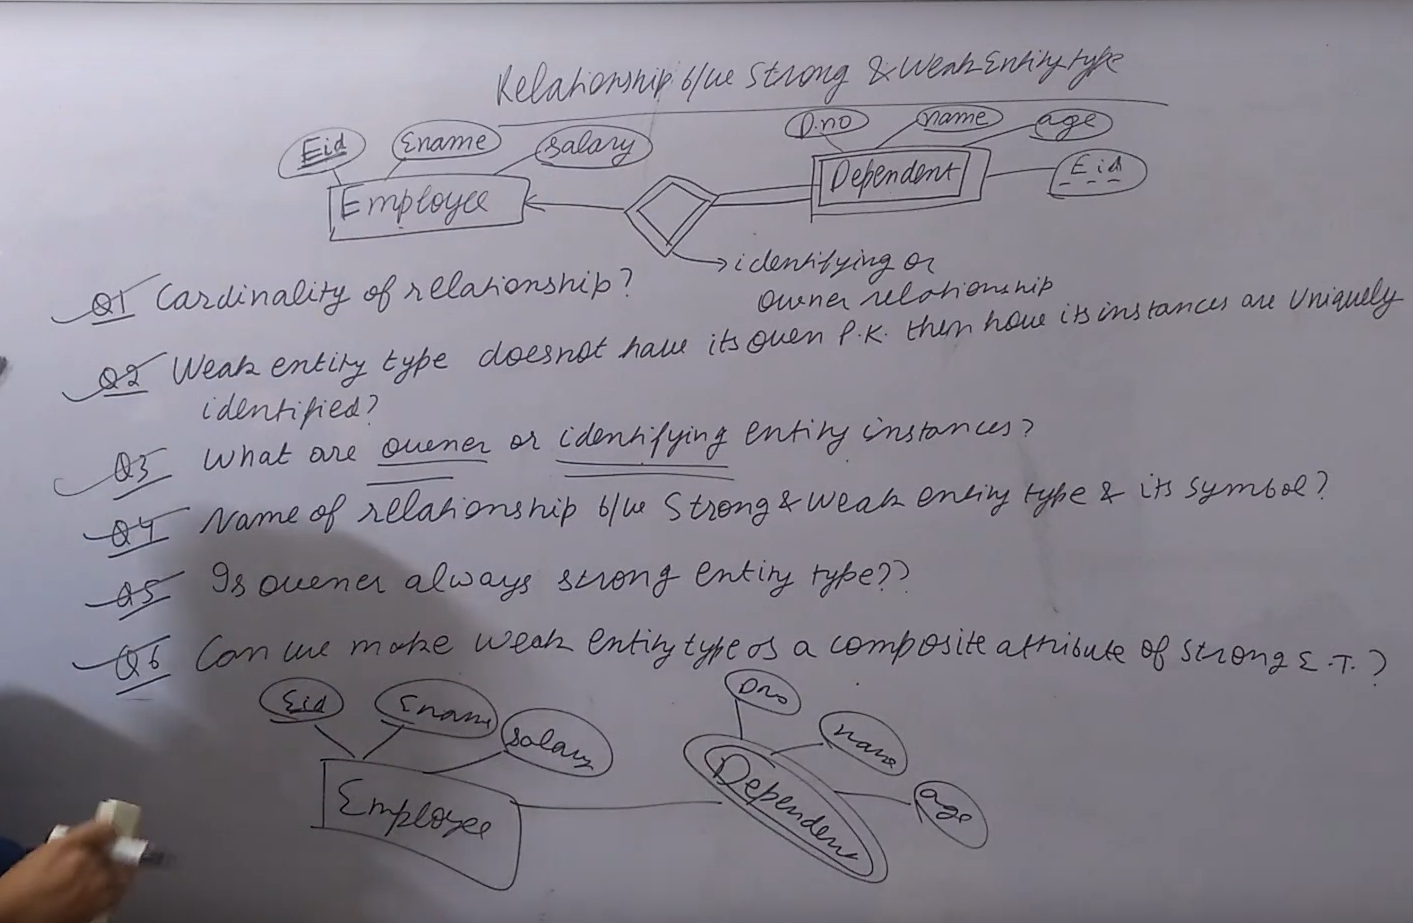 Relationship b/w Strong & Weak Entity type
Eid Ename Salary D.no name age
Employee Dependent Eid
identifying or
owner relationship
Q1 Cardinality of relationship?
Q2 Weak entity type doesnot have its owen P.K. then how its instances are Uniquely
identified?
Q3 What are owener or identifying entity instances?
Q4 Name of relationship b/w Strong & weak entity type & its symbol?
Q5 Is owener always strong entity type??
Q6 Can we make weak entity type as a composite attribute of strong E.T.?
Eid Ename Salary Dno name
Employee Dependent age